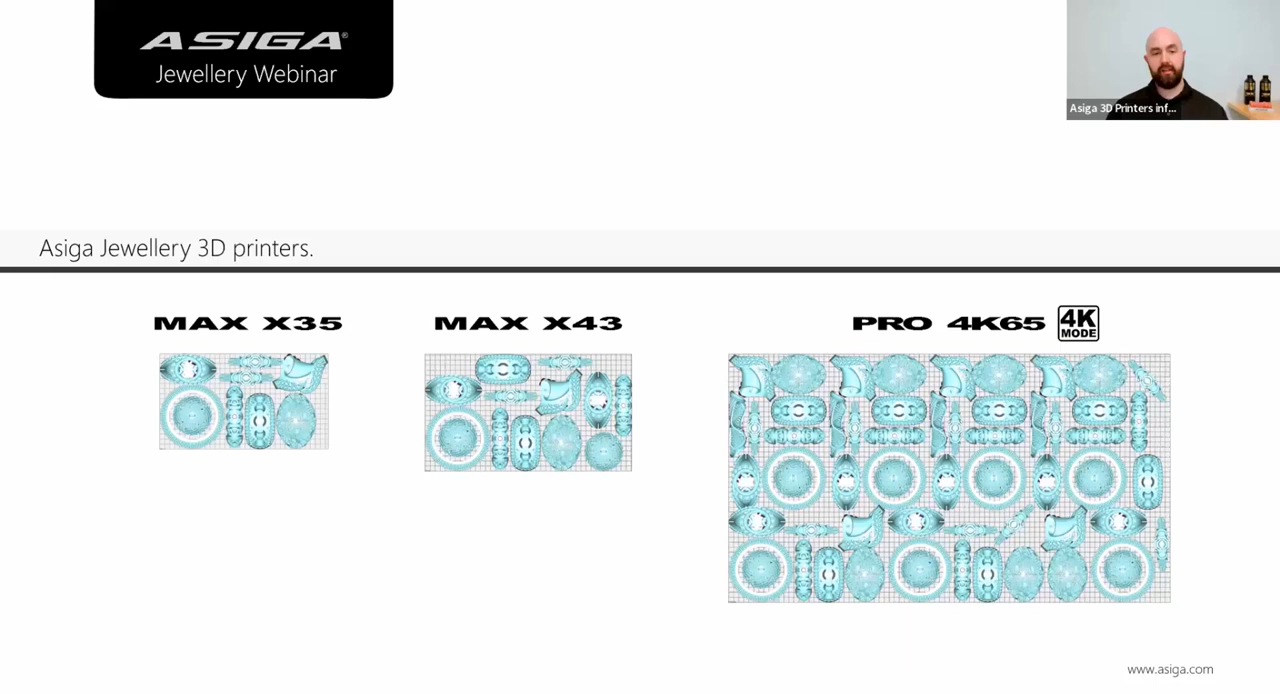 ASIGA®
Jewellery Webinar
Asiga 3D Printers inf...
Asiga Jewellery 3D printers.
MAX X35
MAX X43
PRO 4K65 4K MODE
www.asiga.com